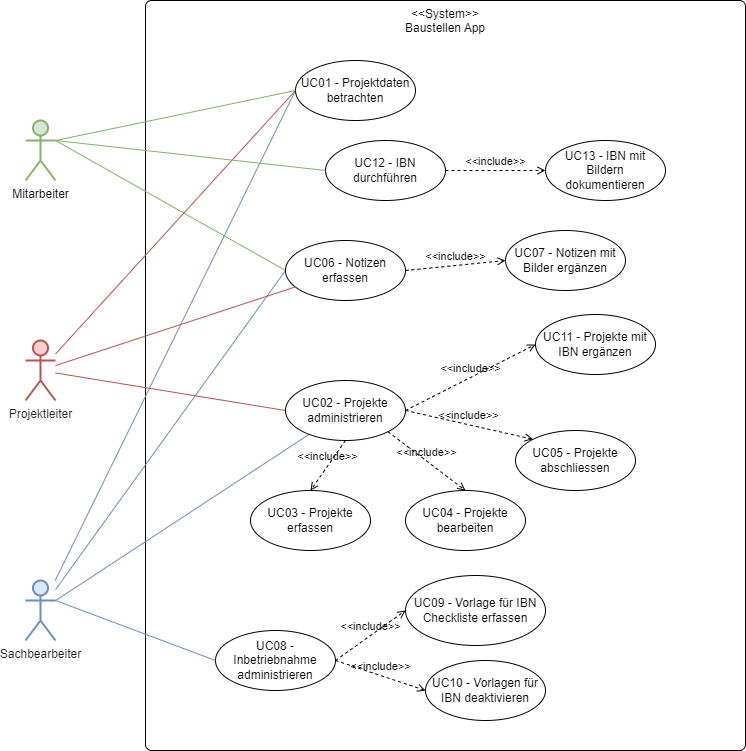 <<System>>
Baustellen App
UC01 - Projektdaten
betrachten
Mitarbeiter
UC12 - IBN
durchführen
<<include>>
UC13 - IBN mit
Bildern
dokumentieren
UC06 - Notizen
erfassen
<<include>>
UC07 - Notizen mit
Bilder ergänzen
UC11 - Projekte mit
IBN ergänzen
<<include>>
Projektleiter
UC02 - Projekte
administrieren
<<include>>
UC05 - Projekte
abschliessen
<<include>>
<<include>>
UC03 - Projekte
erfassen
UC04 - Projekte
bearbeiten
Sachbearbeiter
UC09 - Vorlage für IBN
Checkliste erfassen
<<include>>
UC08 -
Inbetriebnahme
administrieren
<<include>>
UC10 - Vorlagen für
IBN deaktivieren